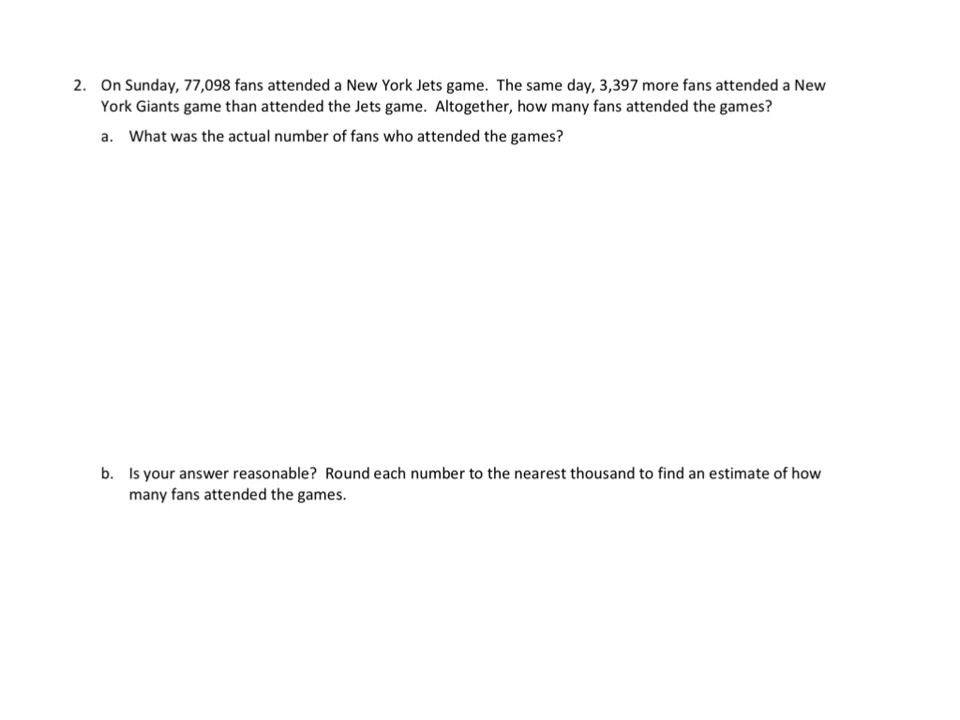 2. On Sunday, 77,098 fans attended a New York Jets game. The same day, 3,397 more fans attended a New
York Giants game than attended the Jets game. Altogether, how many fans attended the games?
a. What was the actual number of fans who attended the games?
b. Is your answer reasonable? Round each number to the nearest thousand to find an estimate of how
many fans attended the games.